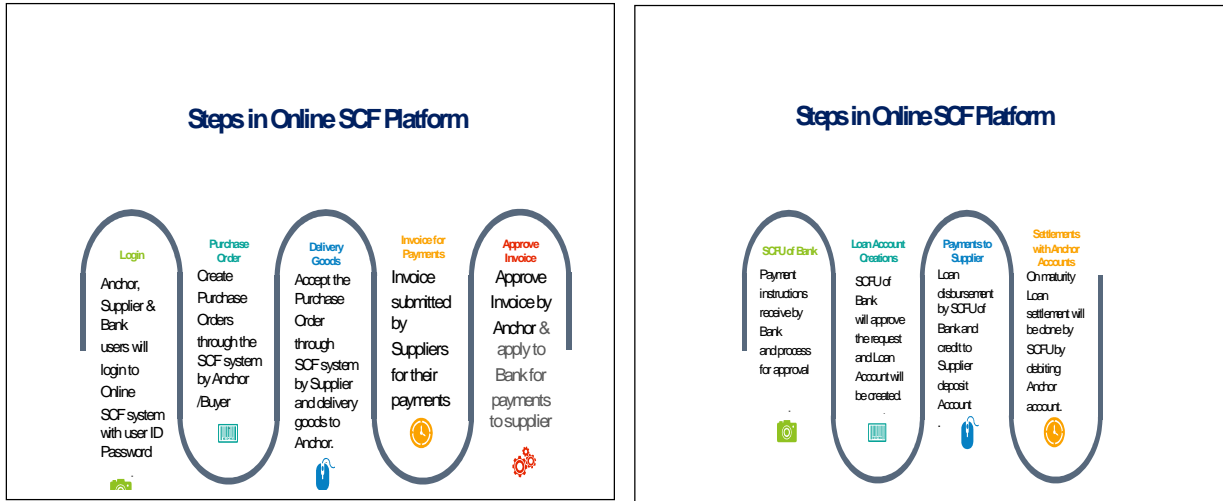 Steps in Online SCF Platform
Login
Anchor,
Supplier &
Bank
users will
login to
Online
SCF system
with user ID
Password
.
Purchase
Order
Create
Purchase
Orders
through the
SCF system
by Anchor
/Buyer
Delivery
Goods
Accept the
Purchase
Order
through
SCF system
by Supplier
and delivery
goods to
Anchor.
Invoice for
Payments
Invoice
submitted
by
Suppliers
for their
payments
Approve
Invoice
Approve
Invoice by
Anchor &
apply to
Bank for
payments
to supplier
Steps in Online SCF Platform
SCFU of Bank
Payment
instructions
receive by
Bank
and process
for approval
.
Loan Account
Creations
SCFU of
Bank
will approve
the request
and Loan
Account will
be created.
.
Payments to
Supplier
Loan
disbursement
by SCFU of
Bank and
credit to
Supplier
deposit
Account
.
Settlements
with Anchor
Accounts
On maturity
Loan
settlement will
be done by
SCFU by
debiting
Anchor
account.